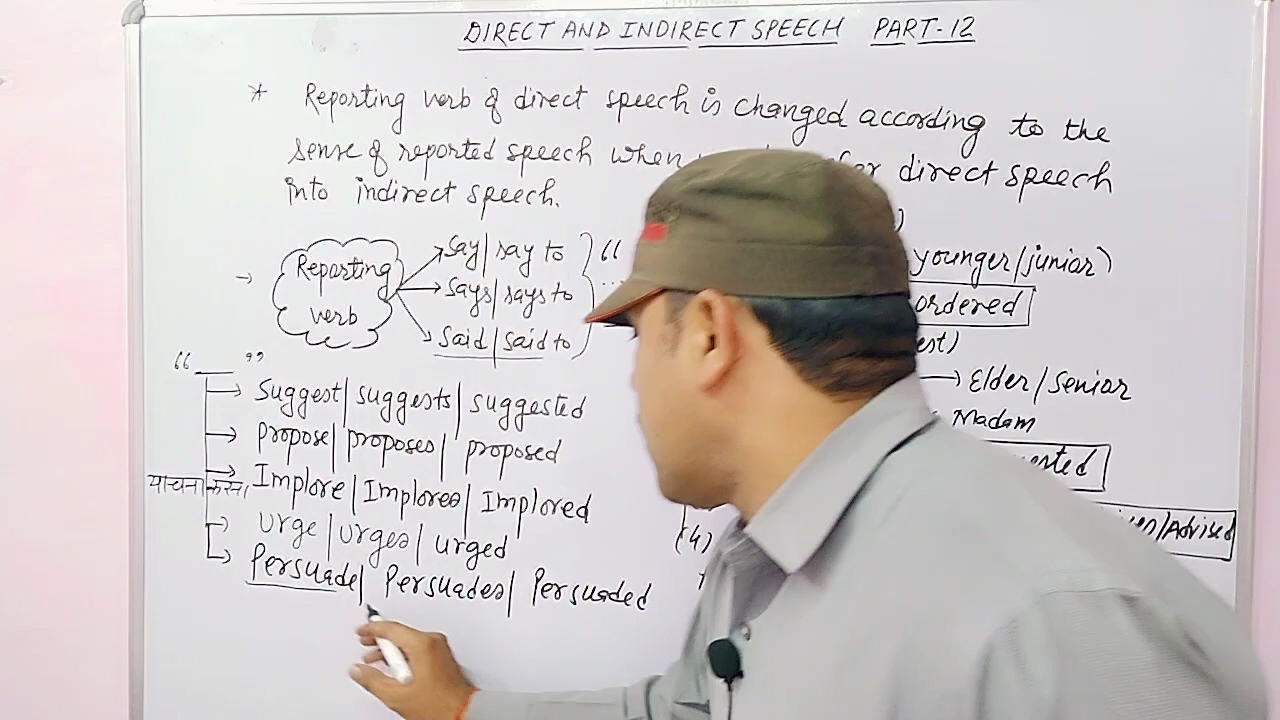 DIRECT AND INDIRECT SPEECH PART-12
* Reporting verb of direct speech is changed according to the
sense of reported speech when direct speech
into indirect speech.
→ Reporting verb
Say/say to
Says/says to
Said/said to
“
younger/junior)
ordered
→ Elder/senior
Madam
/Advised
(4)
“ __ ”
→ Suggest/suggests/suggested
→ Propose/proposes/proposed
याचना करना → Implore/Implores/Implored
→ Urge/Urges/urged
→ Persuade/Persuades/Persuaded